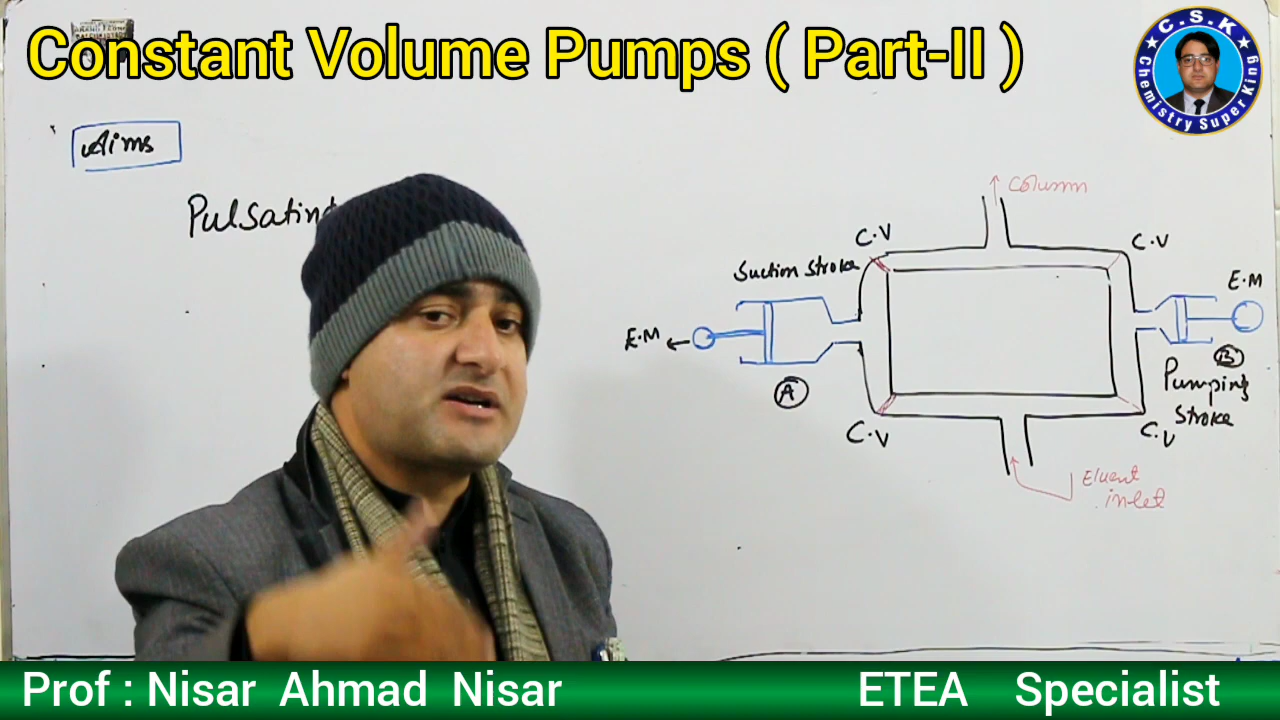 Constant Volume Pumps ( Part-II )
C.S.K
Chemistry Super King
Aims
Pulsating
Column
C.V
C.V
Suction Stroke
E.M
E.M
A
B
Pumping
Stroke
C.V
C.V
Eluent
inlet
Prof : Nisar Ahmad Nisar
ETEA Specialist